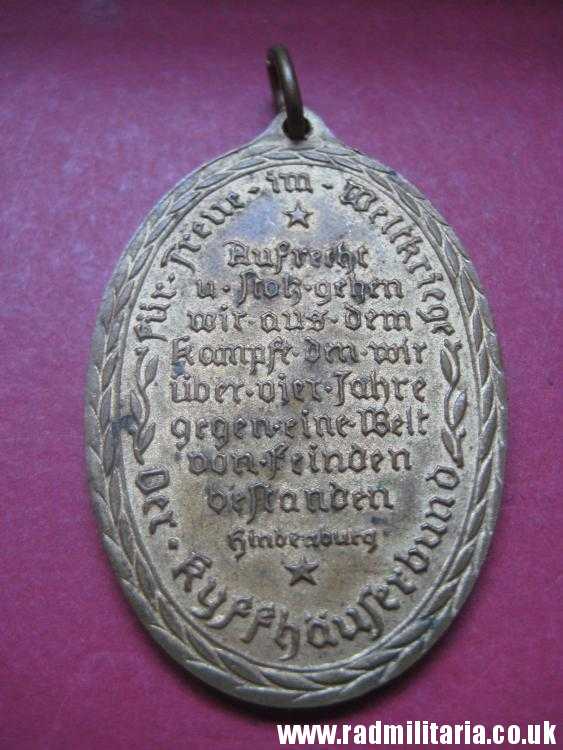 Für · Treue - im - Weltkriege
Aufrecht
u · stolz · gehen
wir · aus · dem
Kampfe · den · wir
über · vier · Jahre
gegen · eine · Welt
von · Feinden
bestanden
Hindenburg
Der · Kyffhäuserbund
www.radmilitaria.co.uk